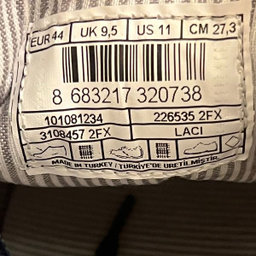 EUR 44 UK 9,5 US 11 CM 27,3
8 683217 320738
101081234 226535 2FX
3108457 2FX LACI
MADE IN TURKEY / TÜRKİYE'DE ÜRETİLMİŞTİR.